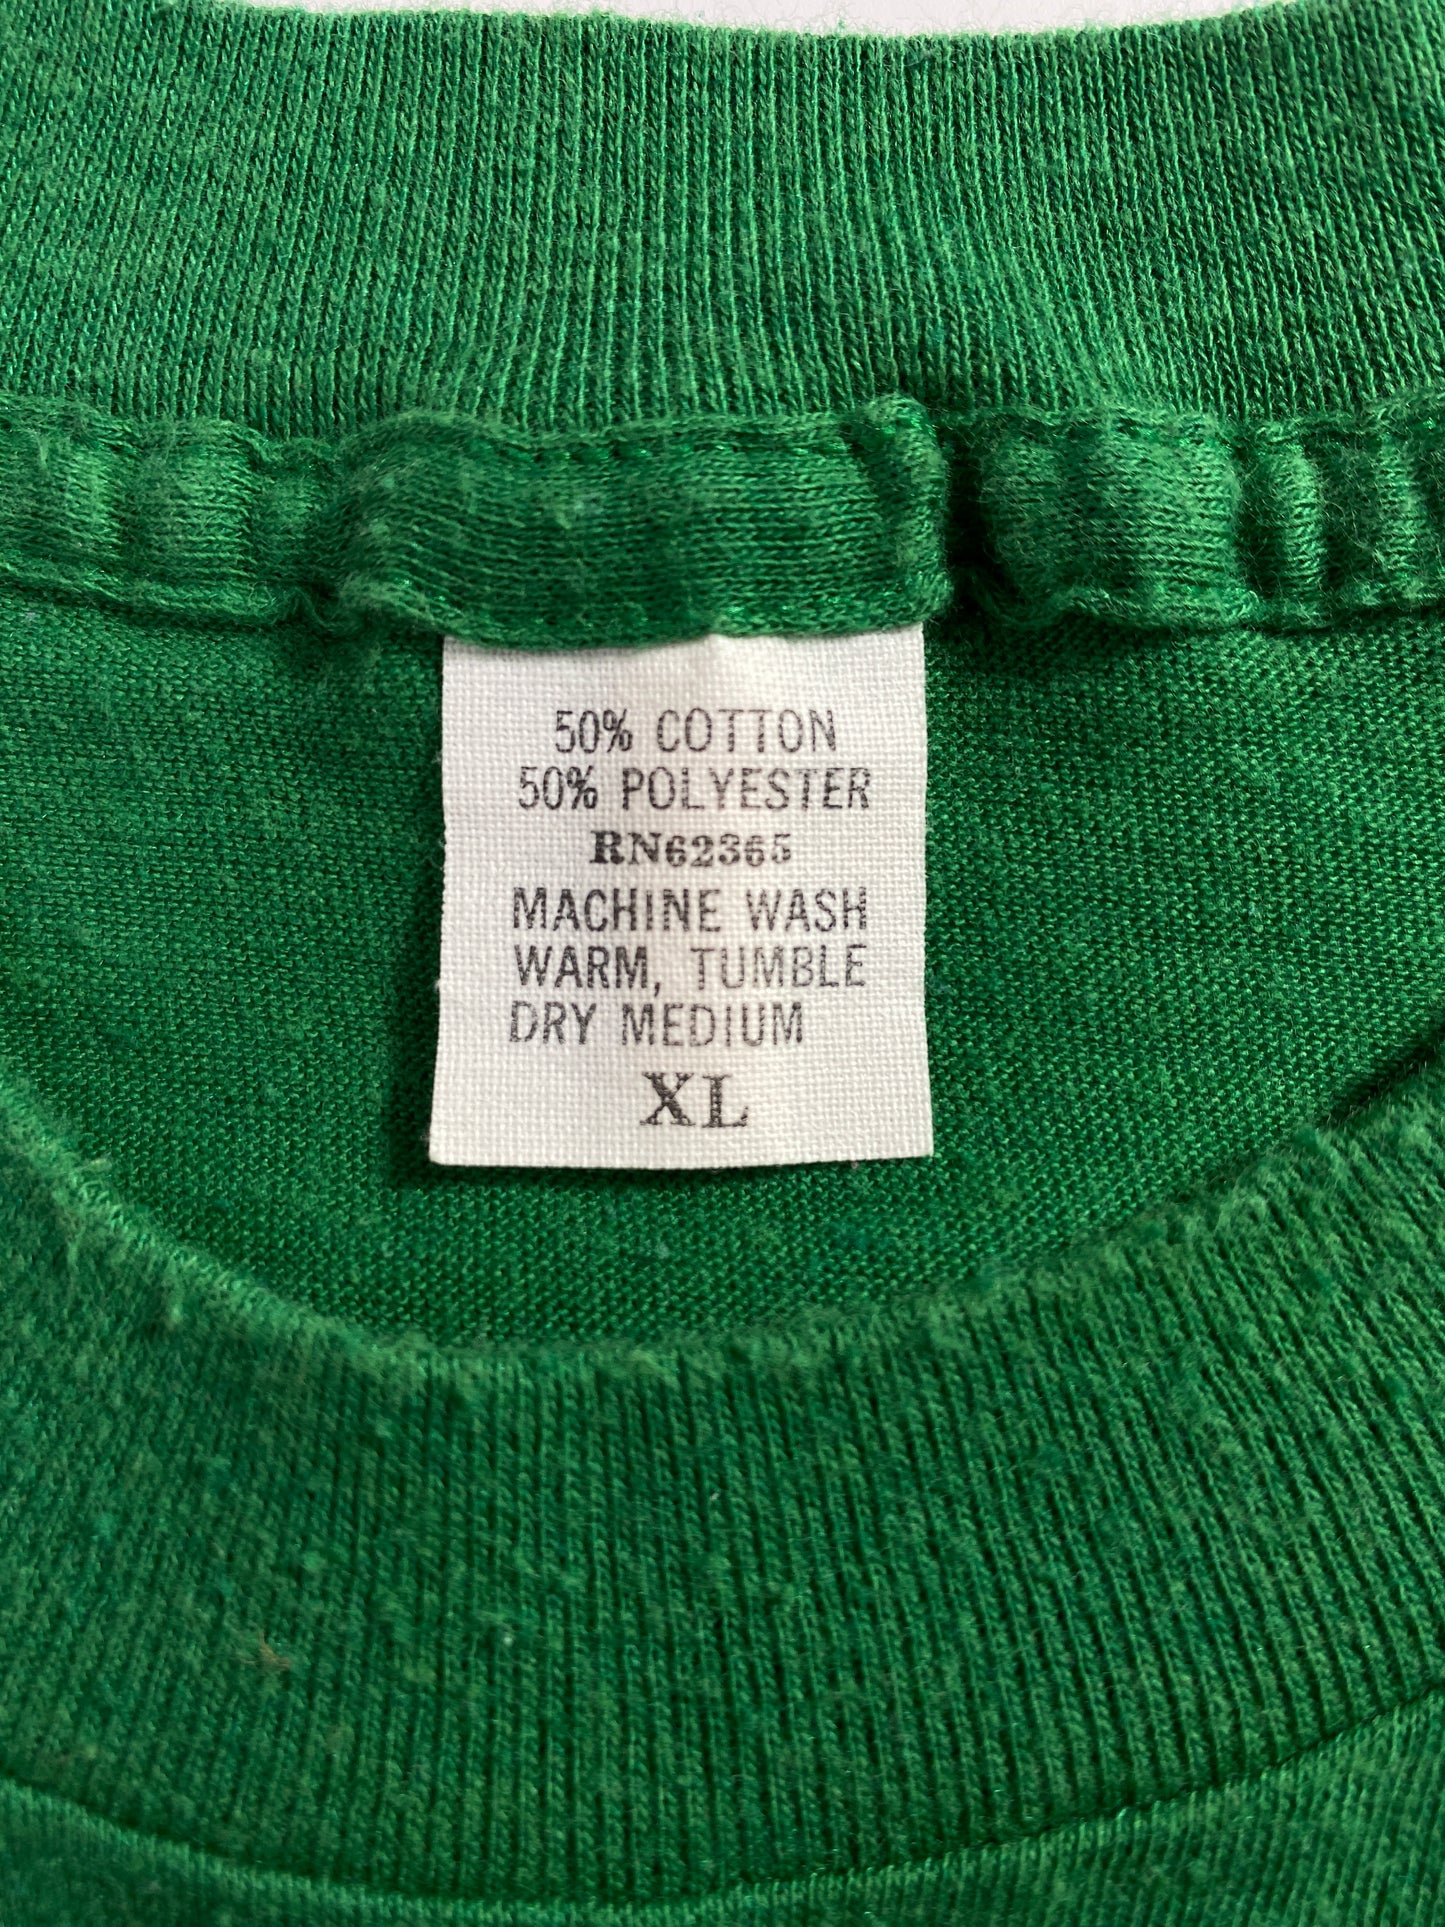 50% COTTON
50% POLYESTER
RN62365
MACHINE WASH
WARM, TUMBLE
DRY MEDIUM
XL